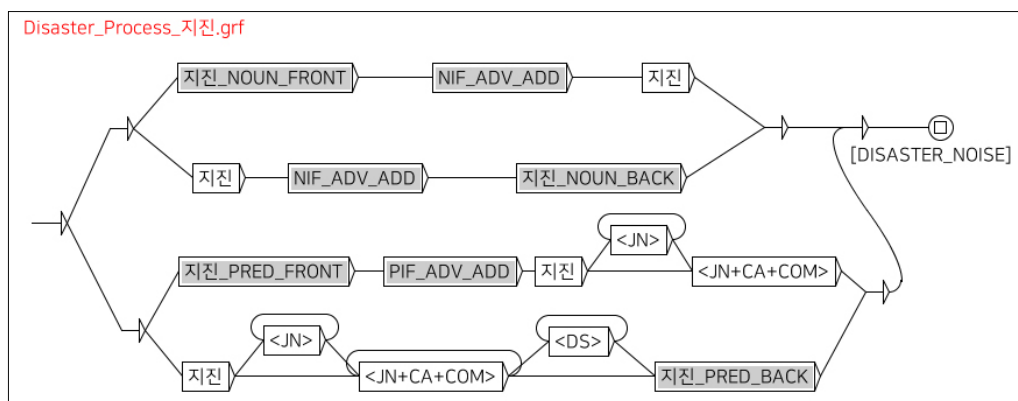 Disaster_Process_지진.grf
지진_NOUN_FRONT NIF_ADV_ADD 지진
[DISASTER_NOISE]
지진 NIF_ADV_ADD 지진_NOUN_BACK
<JN>
지진_PRED_FRONT PIF_ADV_ADD 지진 <JN+CA+COM>
<JN> <DS>
지진 <JN+CA+COM> 지진_PRED_BACK